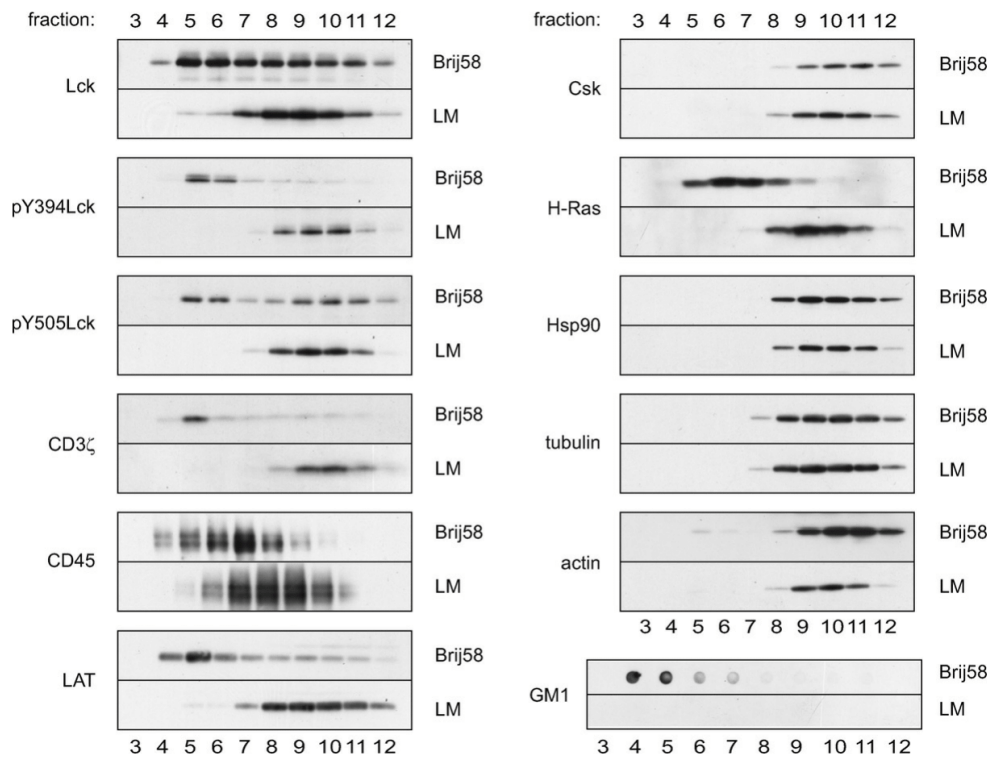 fraction: 3 4 5 6 7 8 9 10 11 12
Lck
Brij58
LM
pY394Lck
Brij58
LM
pY505Lck
Brij58
LM
CD3ζ
Brij58
LM
CD45
Brij58
LM
LAT
Brij58
LM
3 4 5 6 7 8 9 10 11 12
fraction: 3 4 5 6 7 8 9 10 11 12
Csk
Brij58
LM
H-Ras
Brij58
LM
Hsp90
Brij58
LM
tubulin
Brij58
LM
actin
Brij58
LM
3 4 5 6 7 8 9 10 11 12
GM1
Brij58
LM
3 4 5 6 7 8 9 10 11 12